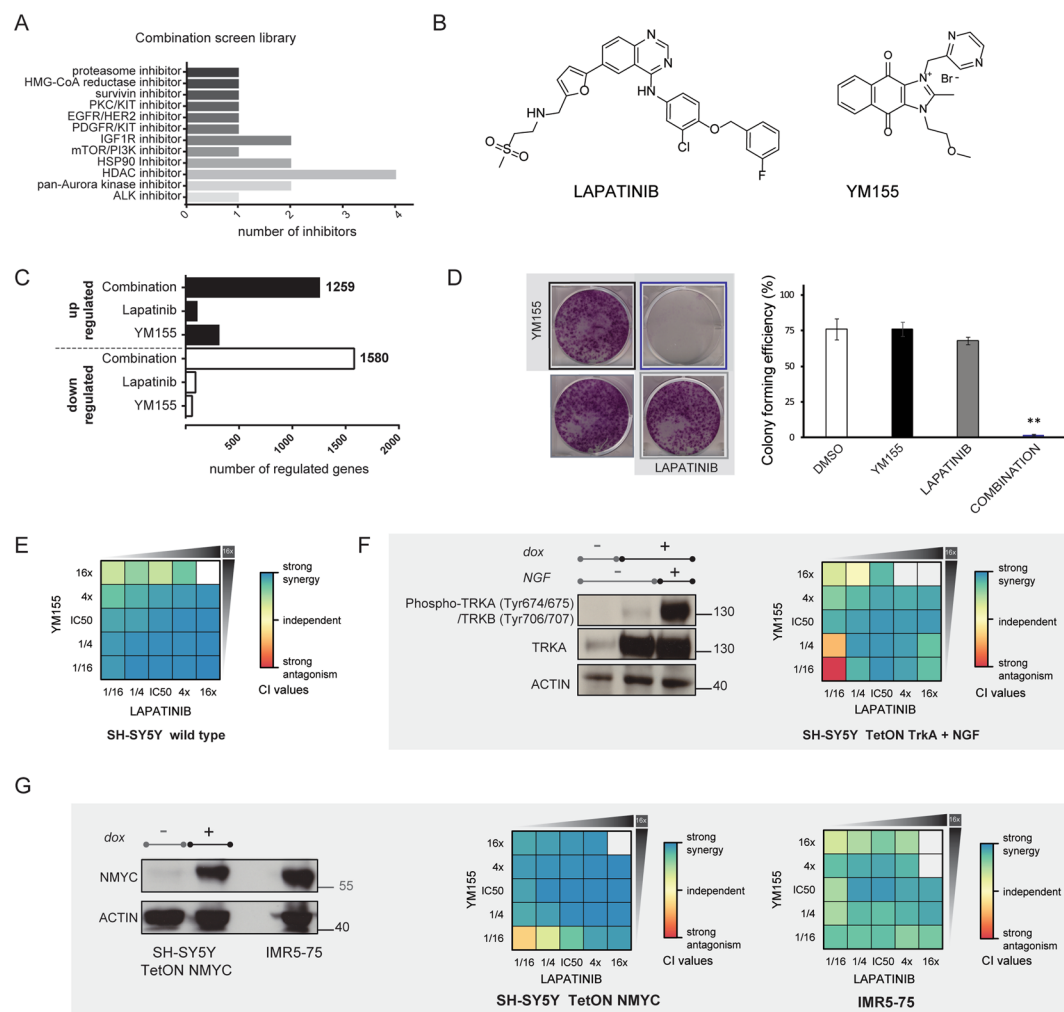 A
Combination screen library
proteasome inhibitor
HMG-CoA reductase inhibitor
survivin inhibitor
PKC/KIT inhibitor
EGFR/HER2 inhibitor
PDGFR/KIT inhibitor
IGF1R inhibitor
mTOR/PI3K inhibitor
HSP90 Inhibitor
HDAC inhibitor
pan-Aurora kinase inhibitor
ALK inhibitor
0 1 2 3 4
number of inhibitors
B
O
N
N
HN
HN
O
S
O
O
Cl
F
LAPATINIB
N
N
O
N
+
Br -
N
O
O
YM155
C
up
regulated
down
regulated
Combination 1259
Lapatinib
YM155
Combination 1580
Lapatinib
YM155
500 1000 1500 2000
number of regulated genes
D
YM155
LAPATINIB
Colony forming efficiency (%)
100
75
50
25
0
**
DMSO
YM155
LAPATINIB
COMBINATION
E
16x
YM155
16x
4x
IC50
1/4
1/16
1/16 1/4 IC50 4x 16x
LAPATINIB
strong
synergy
independent
strong
antagonism
CI values
SH-SY5Y wild type
F
dox - +
NGF - +
Phospho-TRKA (Tyr674/675)
/TRKB (Tyr706/707)
130
TRKA
130
ACTIN
40
16x
YM155
16x
4x
IC50
1/4
1/16
1/16 1/4 IC50 4x 16x
LAPATINIB
strong
synergy
independent
strong
antagonism
CI values
SH-SY5Y TetON TrkA + NGF
G
dox - +
NMYC
55
ACTIN
40
SH-SY5Y
TetON NMYC
IMR5-75
16x
YM155
16x
4x
IC50
1/4
1/16
1/16 1/4 IC50 4x 16x
LAPATINIB
strong
synergy
independent
strong
antagonism
CI values
SH-SY5Y TetON NMYC
16x
YM155
16x
4x
IC50
1/4
1/16
1/16 1/4 IC50 4x 16x
LAPATINIB
strong
synergy
independent
strong
antagonism
CI values
IMR5-75